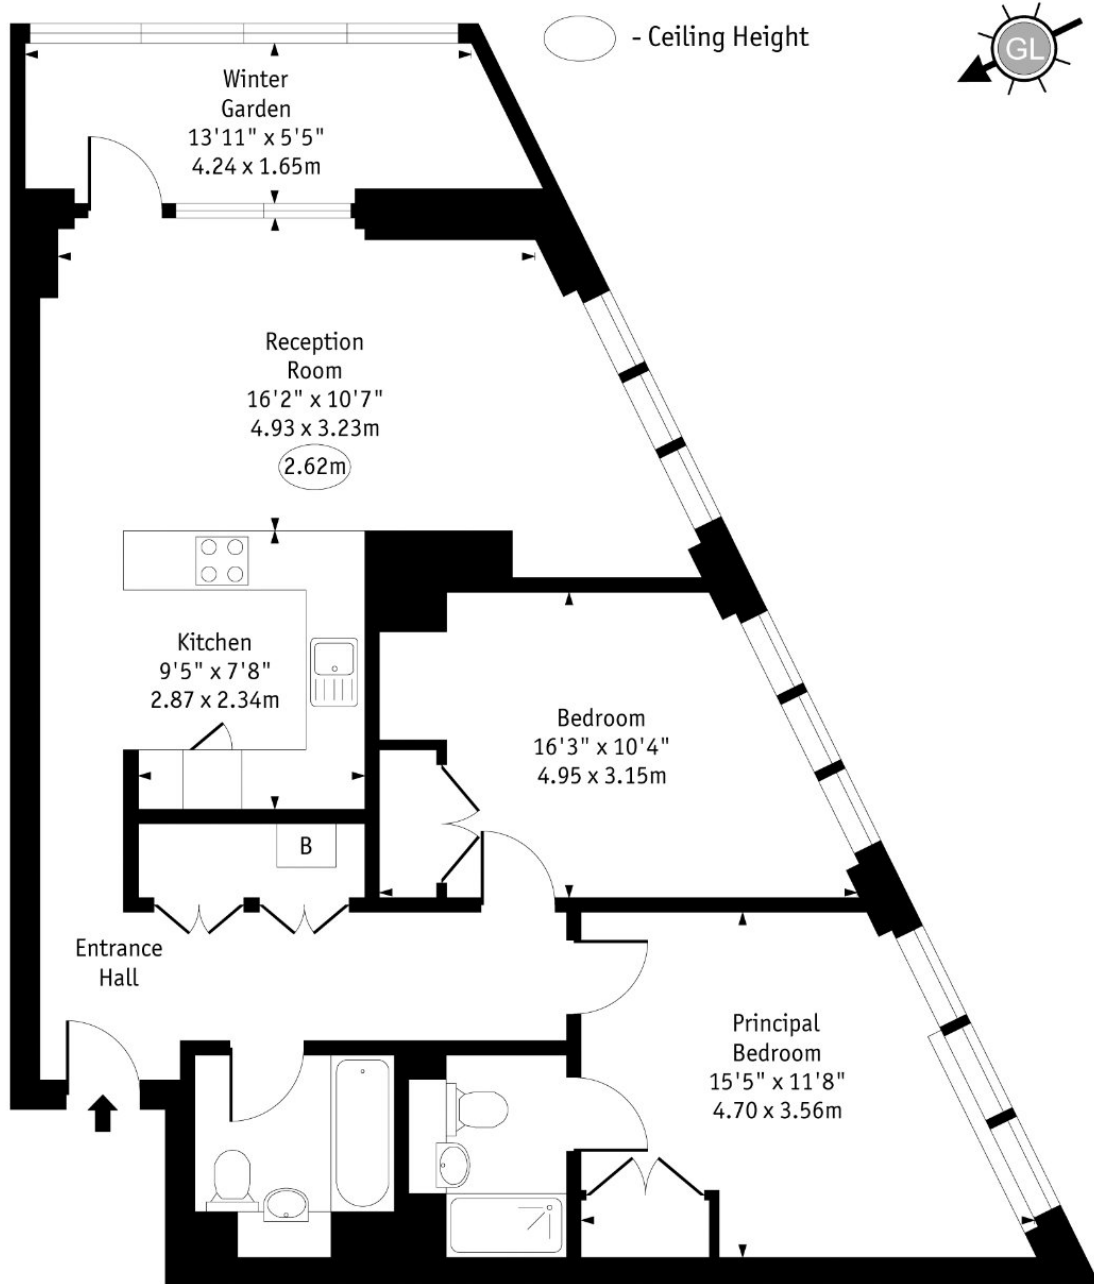 - Ceiling Height
GL
Winter
Garden
13'11" x 5'5"
4.24 x 1.65m
Reception
Room
16'2" x 10'7"
4.93 x 3.23m
2.62m
Kitchen
9'5" x 7'8"
2.87 x 2.34m
Bedroom
16'3" x 10'4"
4.95 x 3.15m
B
Entrance
Hall
Principal
Bedroom
15'5" x 11'8"
4.70 x 3.56m